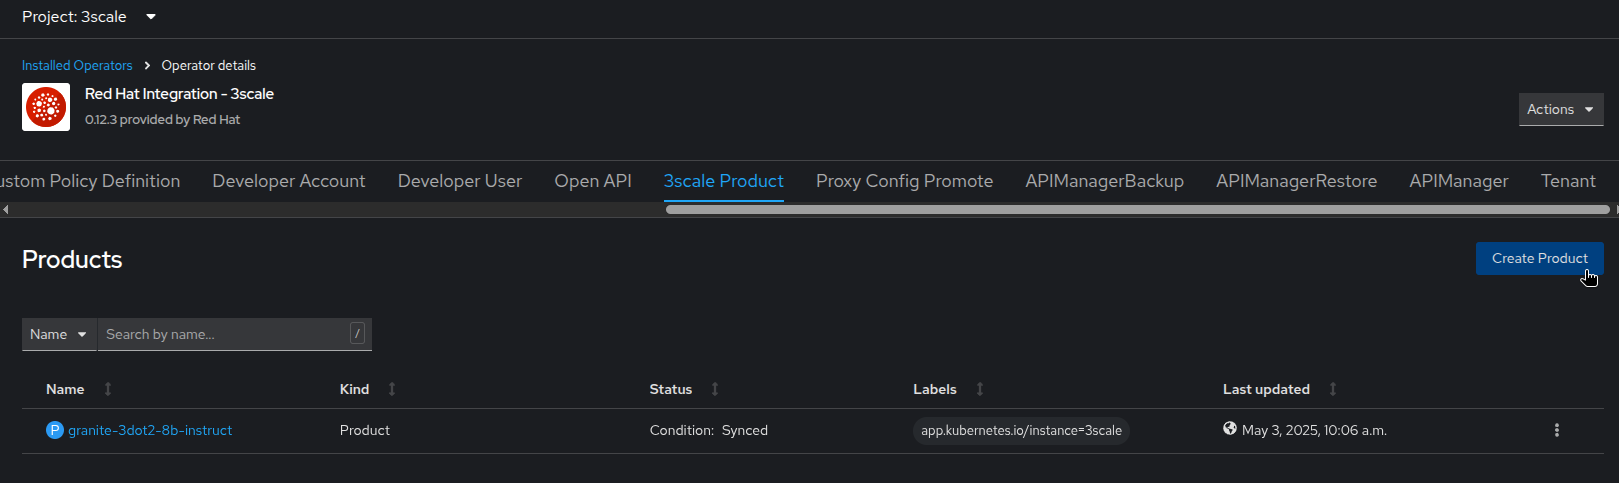 Project: 3scale
Installed Operators > Operator details
Red Hat Integration - 3scale
0.12.3 provided by Red Hat
Actions
ustom Policy Definition Developer Account Developer User Open API 3scale Product Proxy Config Promote APIManagerBackup APIManagerRestore APIManager Tenant
Products
Create Product
Name Search by name... /
Name Kind Status Labels Last updated
P granite-3dot2-8b-instruct Product Condition: Synced app.kubernetes.io/instance=3scale May 3, 2025, 10:06 a.m.